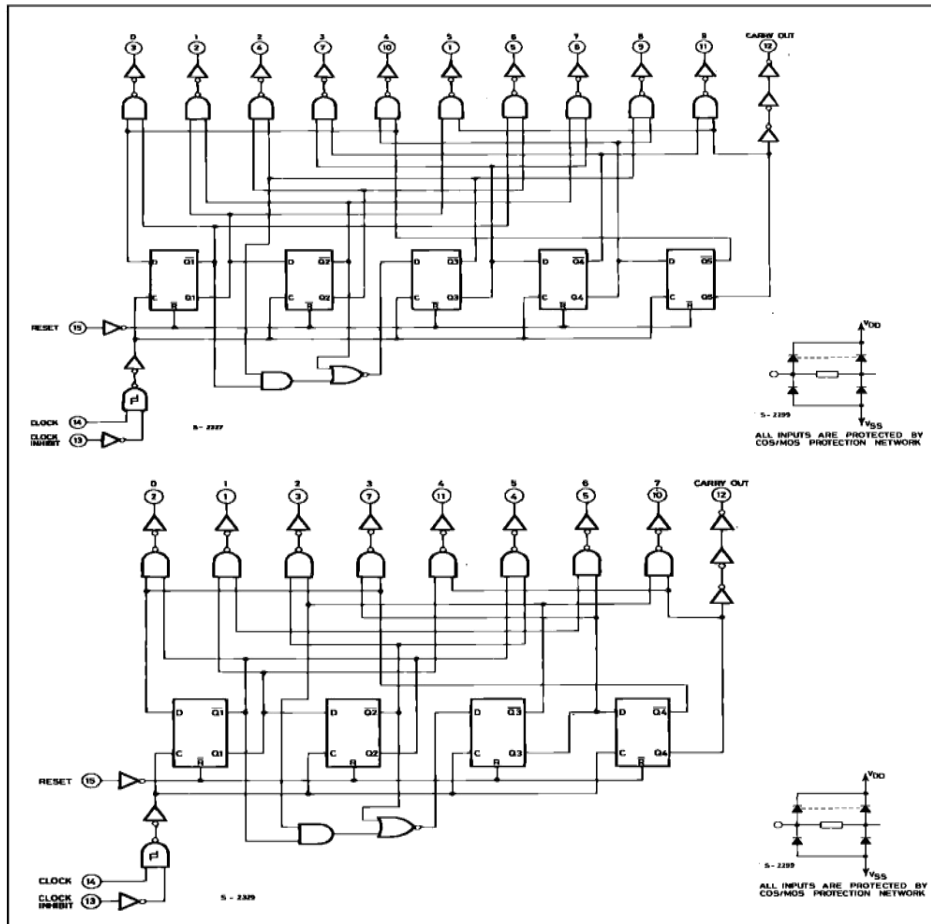 0 1 2 3 4 5 6 7 8 9 CARRY OUT
3 2 4 7 10 1 5 6 9 11 12
D Q1 D Q2 D Q3 D Q4 D Q5
C Q1 C Q2 C Q3 C Q4 C Q5
R R R R R
RESET 15
CLOCK 14
CLOCK INHIBIT 13
S-2327
VDD
S-2299
VSS
ALL INPUTS ARE PROTECTED BY
COS/MOS PROTECTION NETWORK
0 1 2 3 4 5 6 7 CARRY OUT
2 1 3 7 11 4 5 10 12
D Q1 D Q2 D Q3 D Q4
C Q1 C Q2 C Q3 C Q4
R R R R
RESET 15
CLOCK 14
CLOCK INHIBIT 13
S-2329
VDD
S-2299
VSS
ALL INPUTS ARE PROTECTED BY
COS/MOS PROTECTION NETWORK